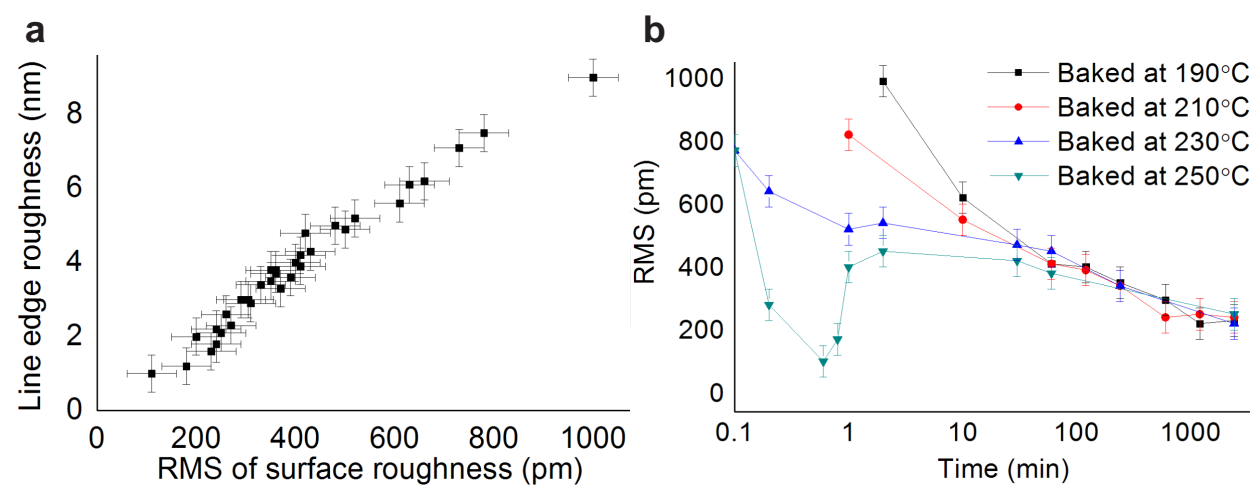 a
Line edge roughness (nm)
8
6
4
2
0
0 200 400 600 800 1000
RMS of surface roughness (pm)
b
Baked at 190°C
Baked at 210°C
Baked at 230°C
Baked at 250°C
RMS (pm)
1000
800
600
400
200
0
0.1 1 10 100 1000
Time (min)